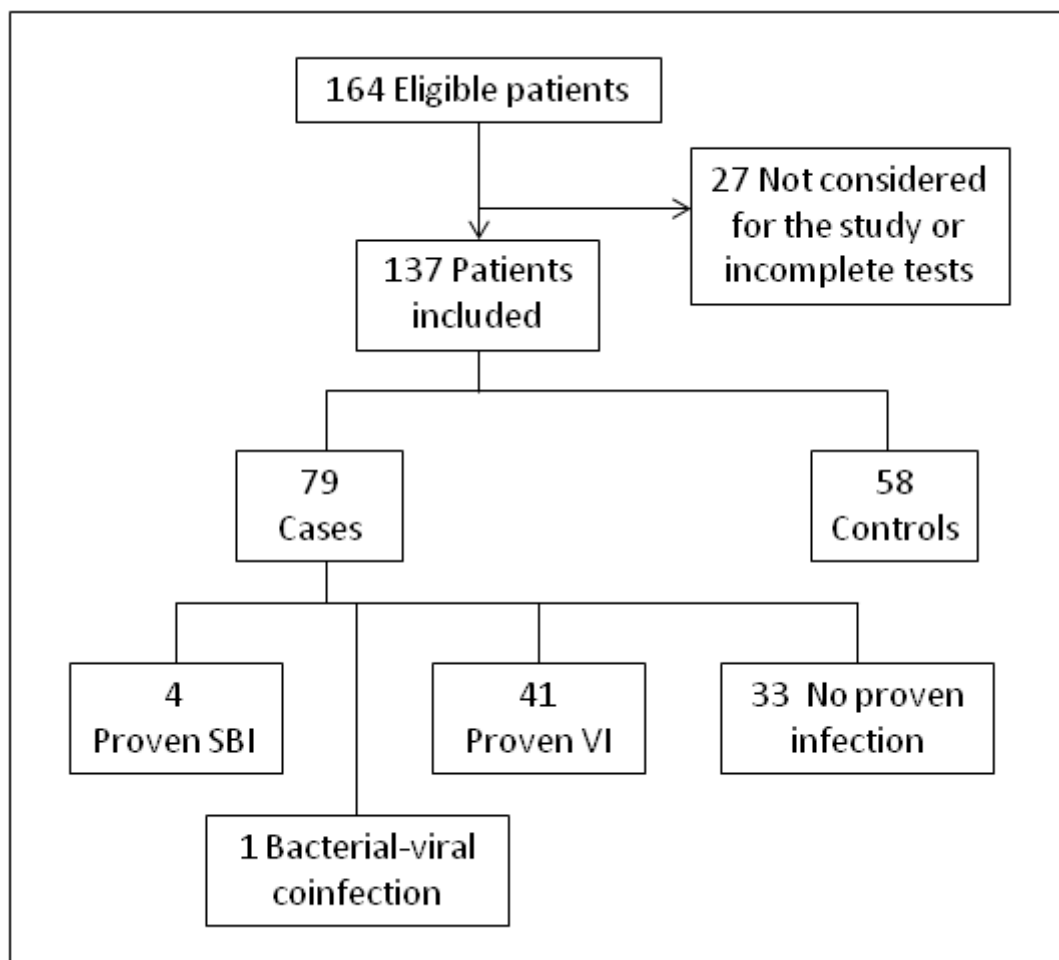 164 Eligible patients
27 Not considered
for the study or
incomplete tests
137 Patients
included
79
Cases
58
Controls
4
Proven SBI
41
Proven VI
33 No proven
infection
1 Bacterial-viral
coinfection